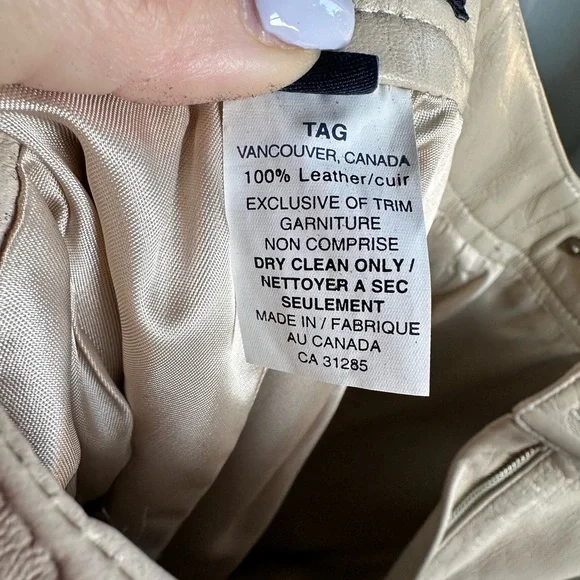 TAG
VANCOUVER, CANADA
100% Leather/cuir
EXCLUSIVE OF TRIM
GARNITURE
NON COMPRISE
DRY CLEAN ONLY /
NETTOYER A SEC
SEULEMENT
MADE IN / FABRIQUE
AU CANADA
CA 31285